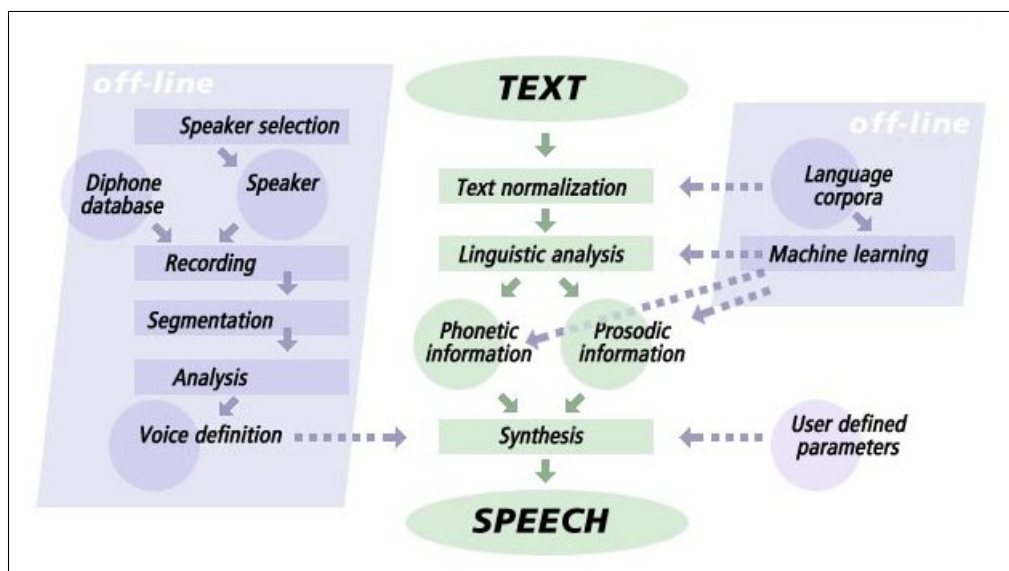 off-line
Speaker selection
Diphone
database
Speaker
Recording
Segmentation
Analysis
Voice definition
TEXT
Text normalization
Linguistic analysis
Phonetic
information
Prosodic
information
Synthesis
SPEECH
off-line
Language
corpora
Machine learning
User defined
parameters